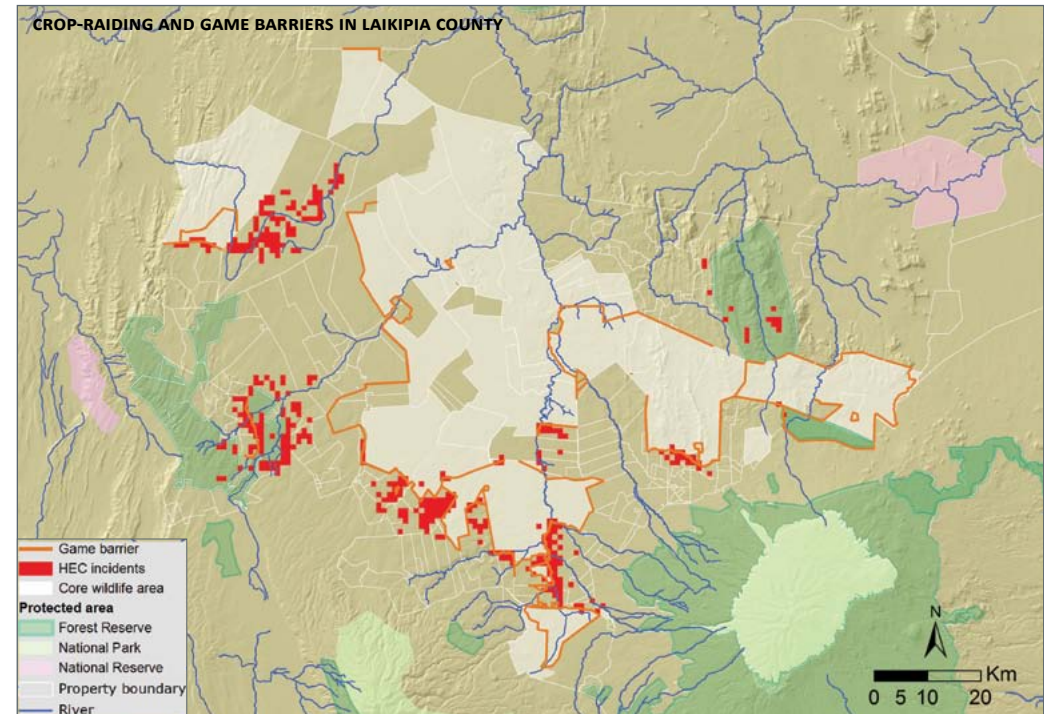 CROP-RAIDING AND GAME BARRIERS IN LAIKIPIA COUNTY
Game barrier
HEC incidents
Core wildlife area
Protected area
Forest Reserve
National Park
National Reserve
Property boundary
River
N
Km
0 5 10 20